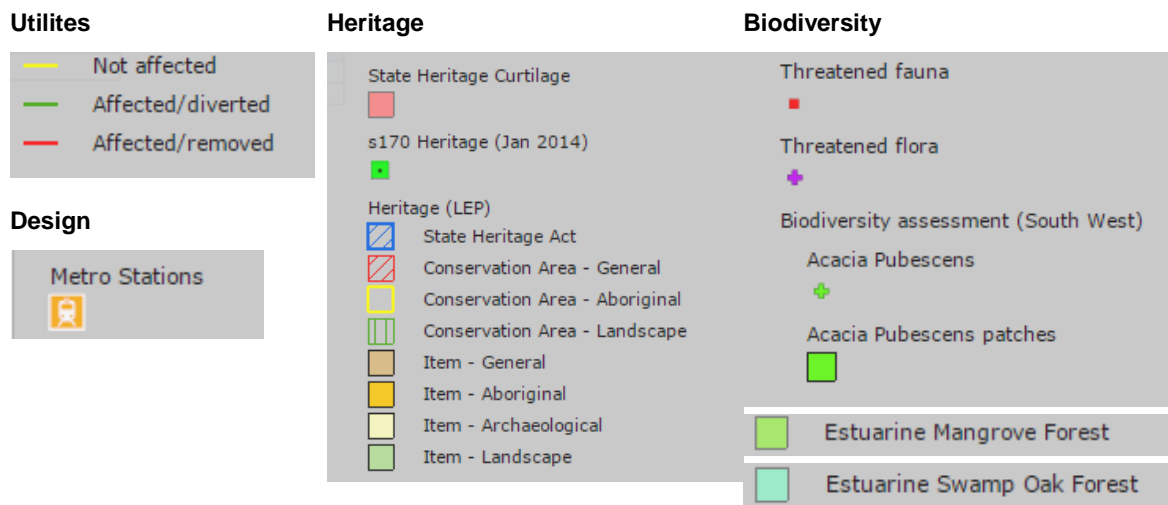 Utilites
Not affected
Affected/diverted
Affected/removed
Design
Metro Stations
Heritage
State Heritage Curtilage
s170 Heritage (Jan 2014)
Heritage (LEP)
State Heritage Act
Conservation Area - General
Conservation Area - Aboriginal
Conservation Area - Landscape
Item - General
Item - Aboriginal
Item - Archaeological
Item - Landscape
Biodiversity
Threatened fauna
Threatened flora
Biodiversity assessment (South West)
Acacia Pubescens
Acacia Pubescens patches
Estuarine Mangrove Forest
Estuarine Swamp Oak Forest